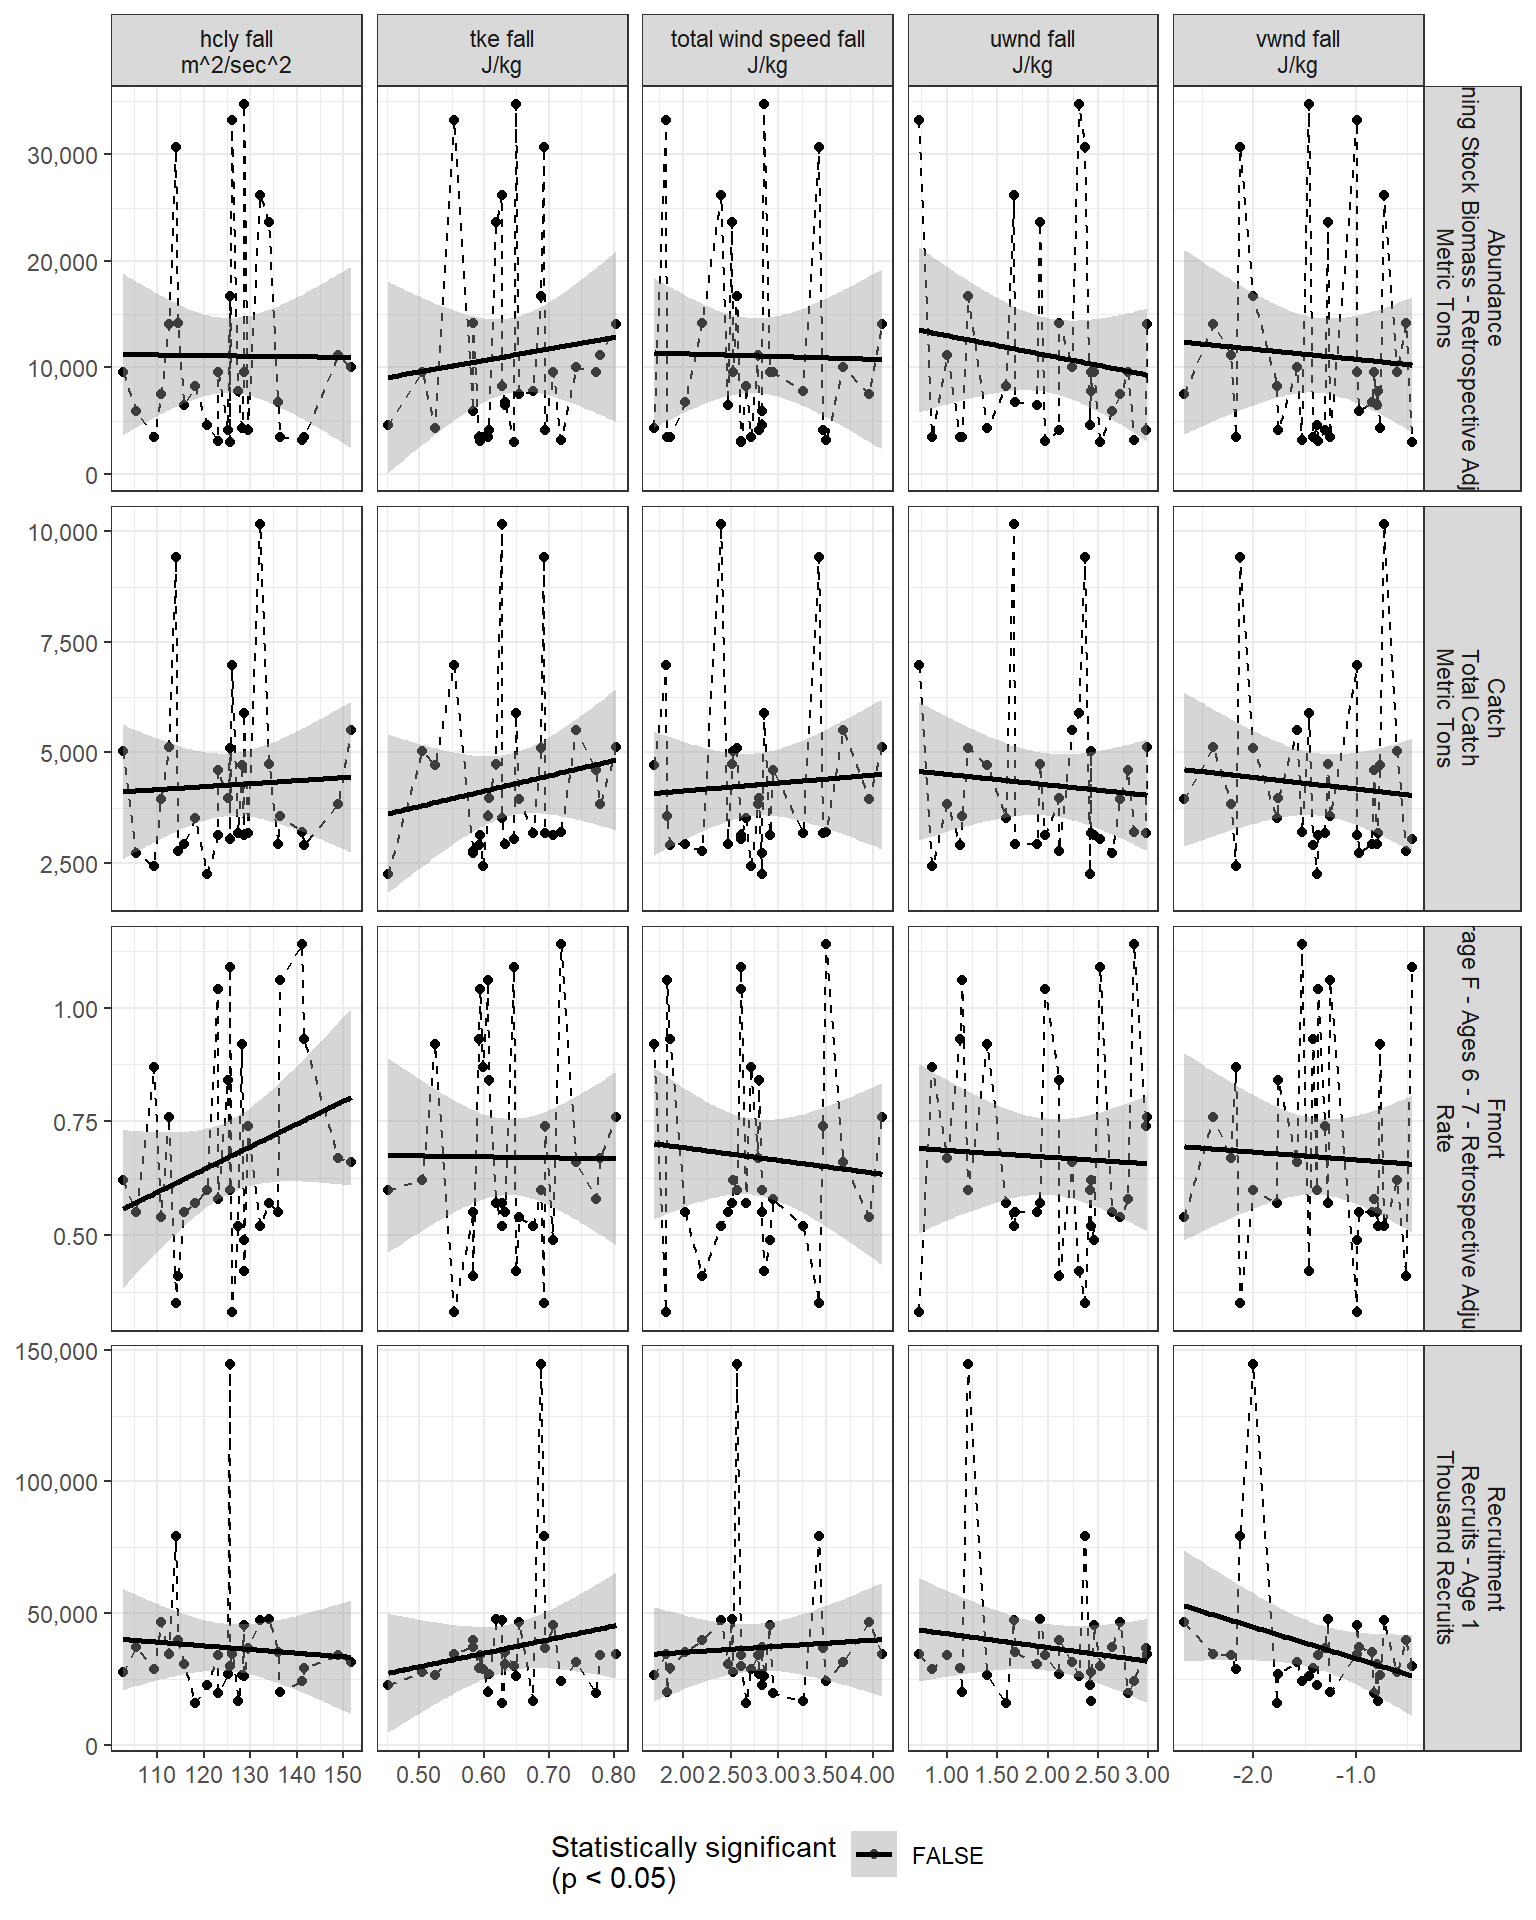 hcly fall
m^2/sec^2
tke fall
J/kg
total wind speed fall
J/kg
uwnd fall
J/kg
vwnd fall
J/kg
30,000
20,000
10,000
0
Abundance
Stock Biomass - Retrospective
Metric Tons
10,000
7,500
5,000
2,500
Catch
Total Catch
Metric Tons
1.00
0.75
0.50
Fmort
F - Ages 6 - 7 - Retrospective
Rate
150,000
100,000
50,000
0
Recruitment
Recruits - Age 1
Thousand Recruits
110 120 130 140 150
0.50 0.60 0.70 0.80
2.00 2.50 3.00 3.50 4.00
1.00 1.50 2.00 2.50 3.00
-2.0 -1.0
Statistically significant
(p < 0.05)
FALSE